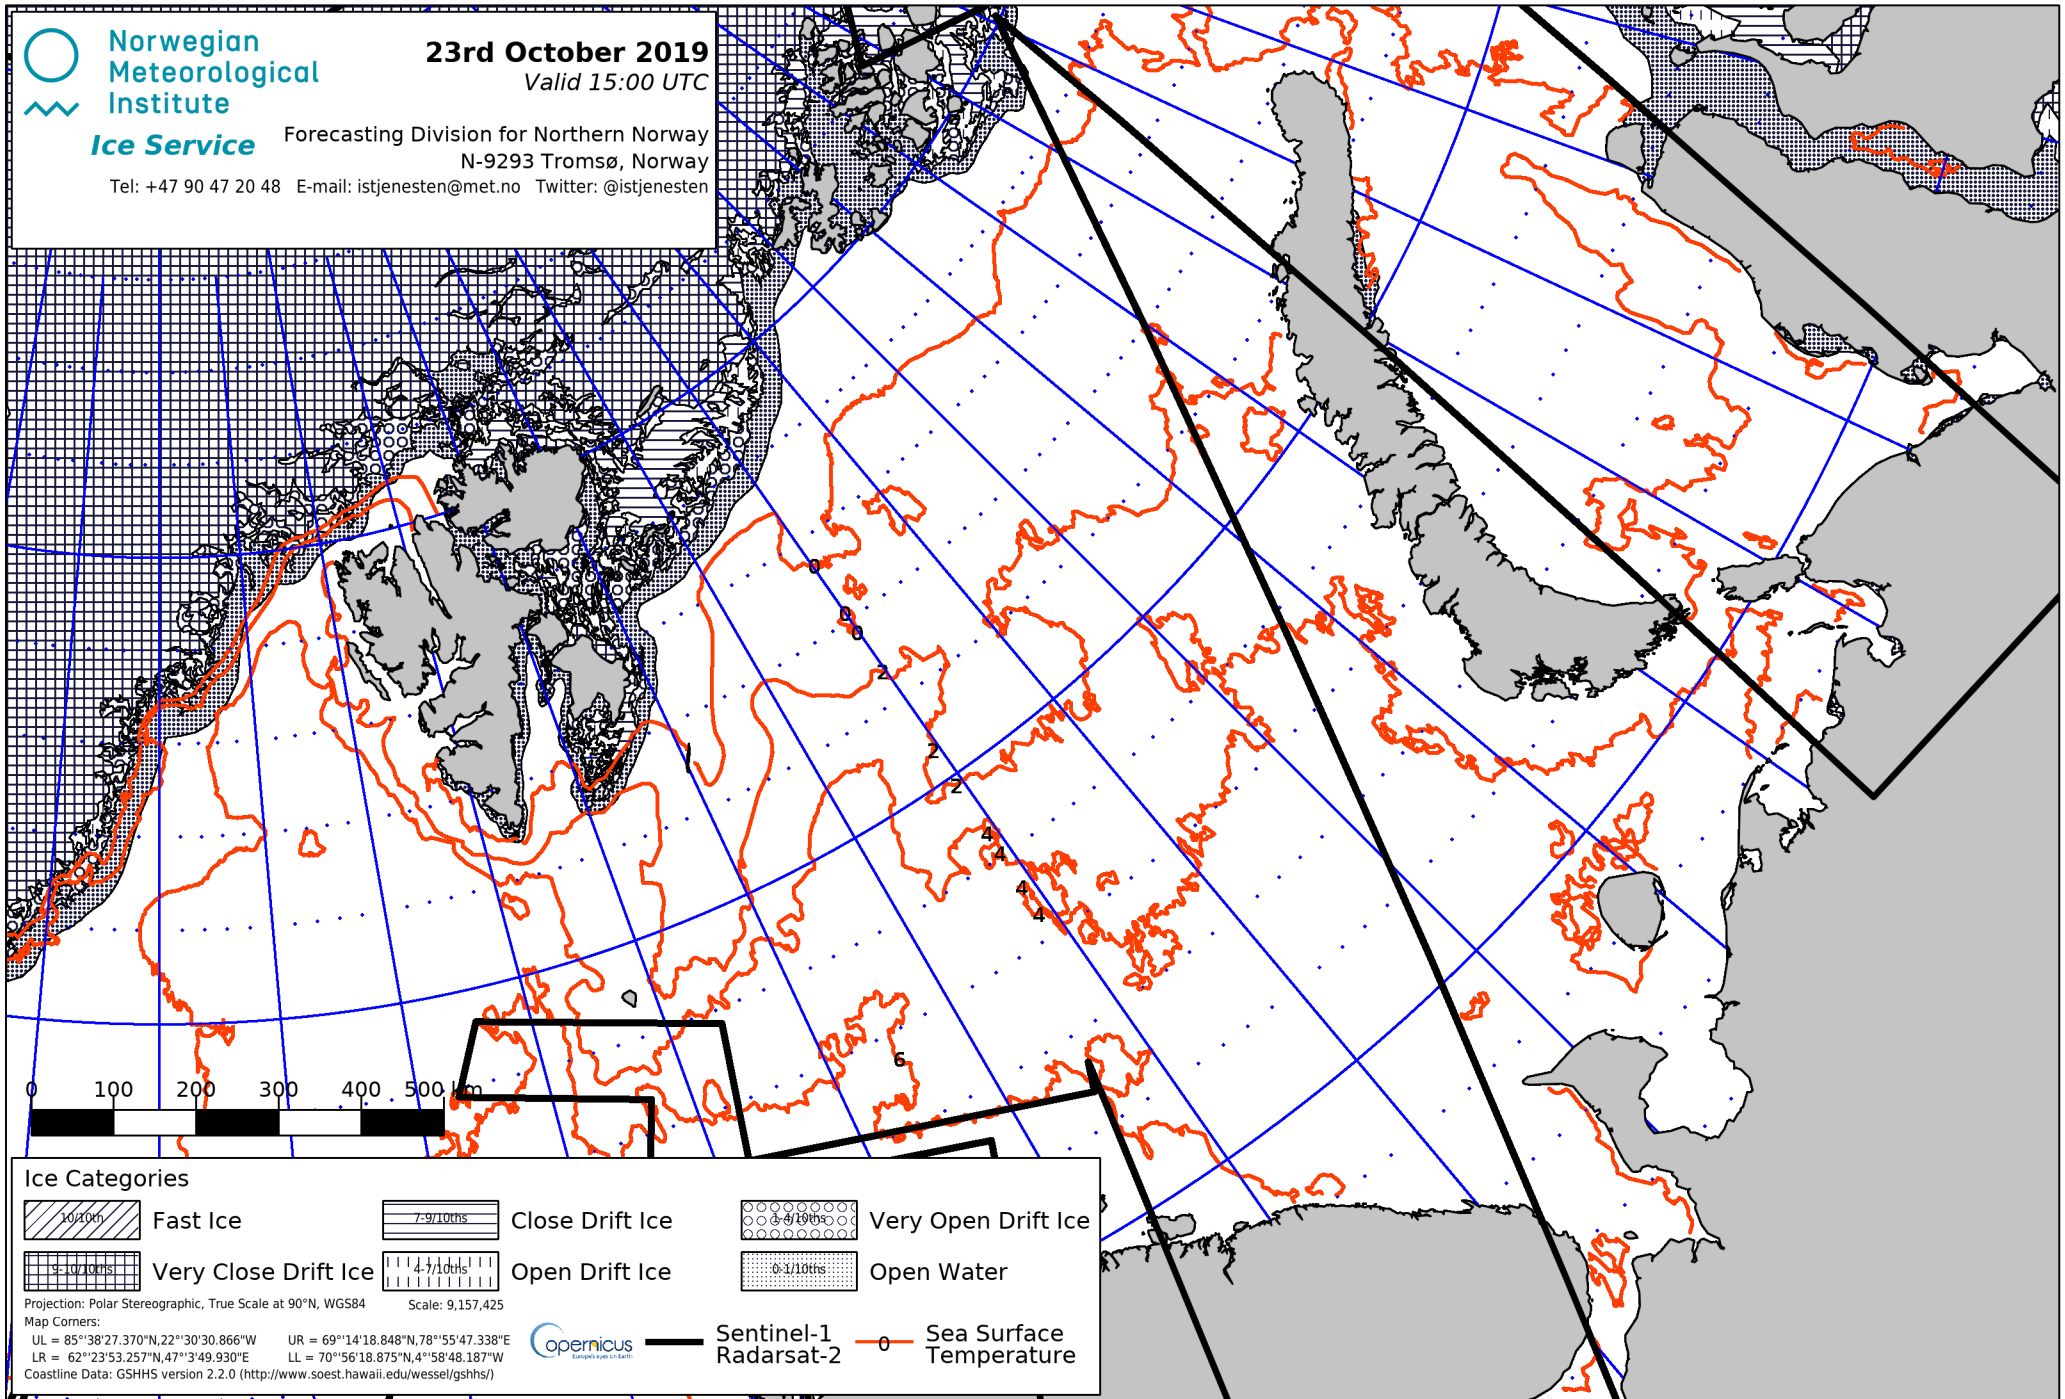 Norwegian
Meteorological
Institute
Ice Service
23rd October 2019
Valid 15:00 UTC
Forecasting Division for Northern Norway
N-9293 Tromsø, Norway
Tel: +47 90 47 20 48 E-mail: istjenesten@met.no Twitter: @istjenesten
0
0
0
2
2
2
4
4
4
4
6
0 100 200 300 400 500 km
Ice Categories
10/10th Fast Ice
7-9/10ths Close Drift Ice
1-4/10ths Very Open Drift Ice
9-10/10ths Very Close Drift Ice
4-7/10ths Open Drift Ice
0-1/10ths Open Water
Projection: Polar Stereographic, True Scale at 90°N, WGS84 Scale: 9,157,425
Map Corners:
UL = 85°'38'27.370"N,22°'30'30.866"W UR = 69°'14'18.848"N,78°'55'47.338"E
LR = 62°'23'53.257"N,47°'3'49.930"E LL = 70°'56'18.875"N,4°'58'48.187"W
Coastline Data: GSHHS version 2.2.0 (http://www.soest.hawaii.edu/wessel/gshhs/)
opernicus
Europe's eyes on Earth
Sentinel-1
Radarsat-2
0
Sea Surface
Temperature